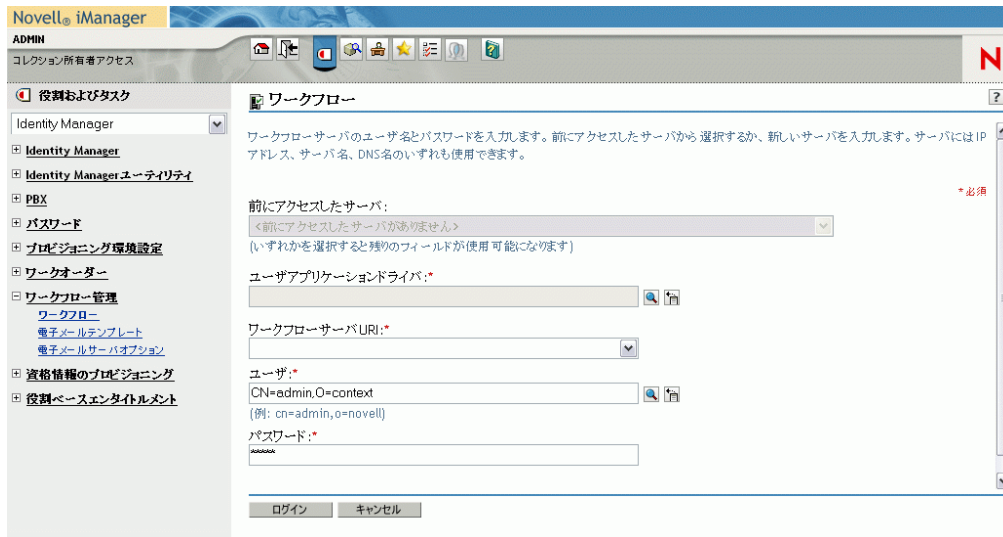 Novell® iManager
ADMIN
コレクション所有者アクセス
N
役割およびタスク
Identity Manager
Identity Manager
Identity Managerユーティリティ
PBX
パスワード
プロビジョニング環境設定
ワークオーダー
ワークフロー管理
ワークフロー
電子メールテンプレート
電子メールサーバオプション
資格情報のプロビジョニング
役割ベースエンタイトルメント
ワークフロー
?
ワークフローサーバのユーザ名とパスワードを入力します。前にアクセスしたサーバから選択するか、新しいサーバを入力します。サーバにはIP
アドレス、サーバ名、DNS名のいずれも使用できます。
*必須
前にアクセスしたサーバ:
<前にアクセスしたサーバがありません>
(いずれかを選択すると残りのフィールドが使用可能になります)
ユーザアプリケーションドライバ:*
ワークフローサーバURI:*
ユーザ:*
CN=admin,O=context
(例: cn=admin,o=novell)
パスワード:*
******
ログイン
キャンセル